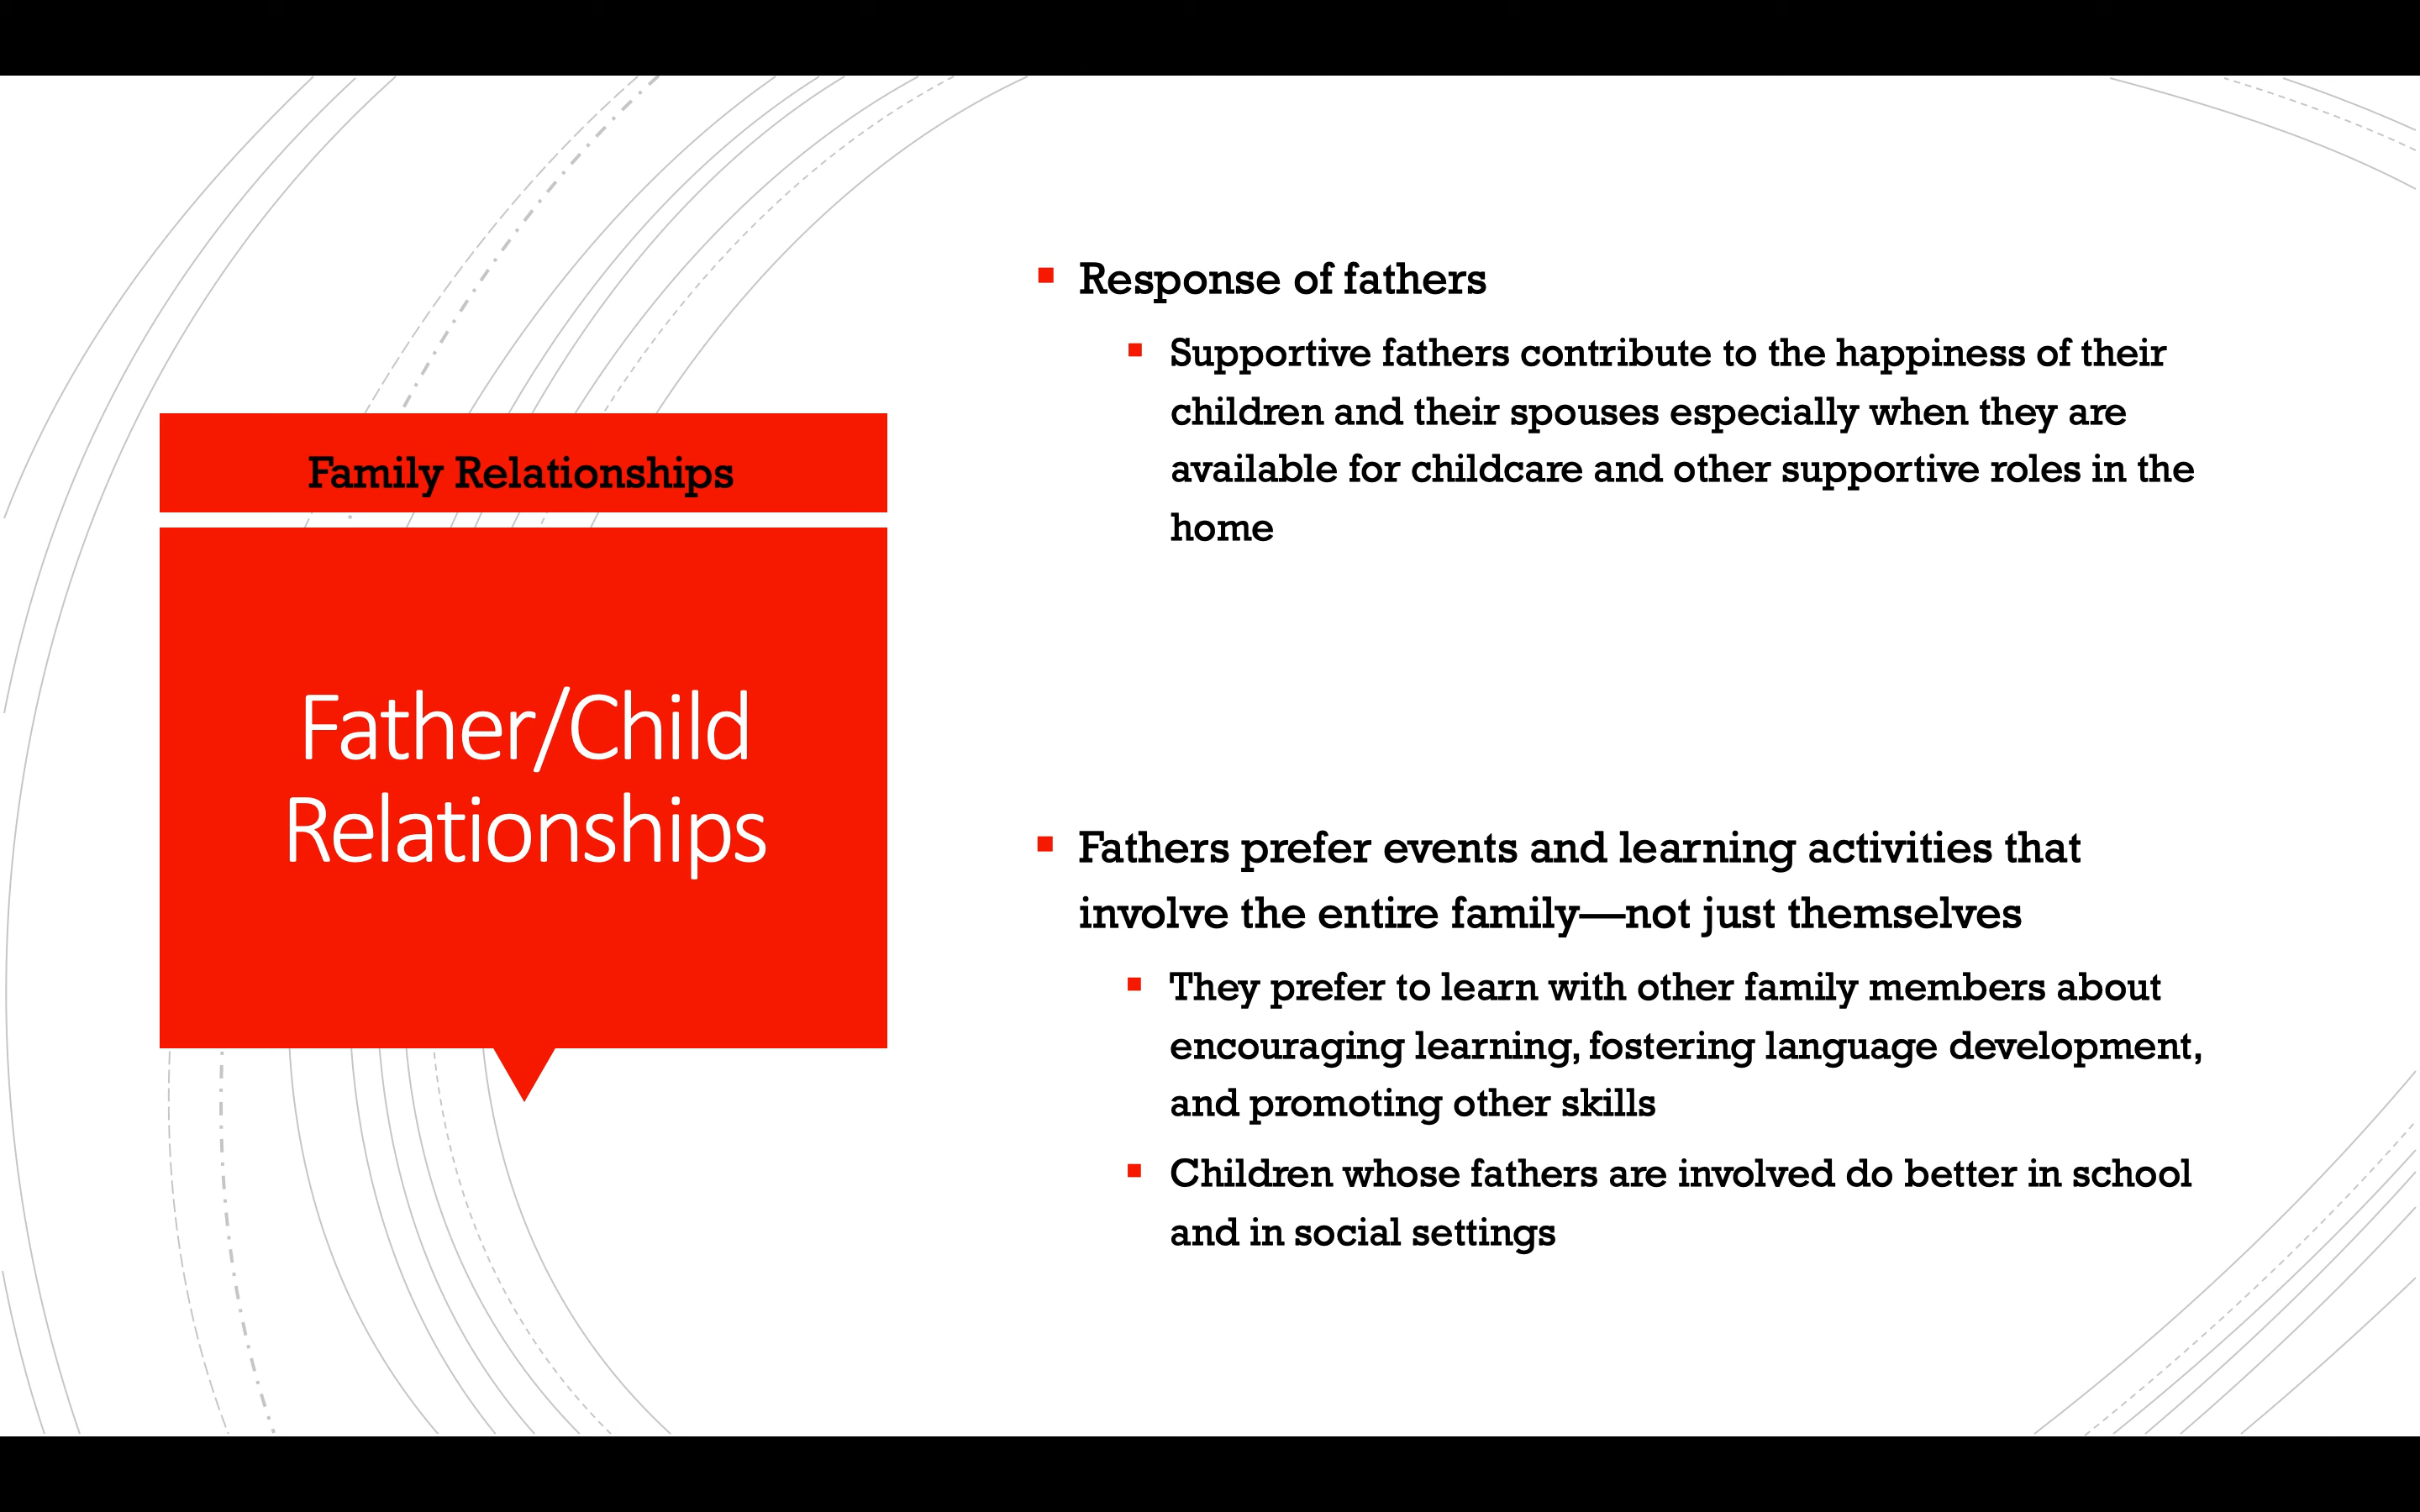 Family Relationships
Father/Child
Relationships
Response of fathers
Supportive fathers contribute to the happiness of their
children and their spouses especially when they are
available for childcare and other supportive roles in the
home
Fathers prefer events and learning activities that
involve the entire family—not just themselves
They prefer to learn with other family members about
encouraging learning, fostering language development,
and promoting other skills
Children whose fathers are involved do better in school
and in social settings